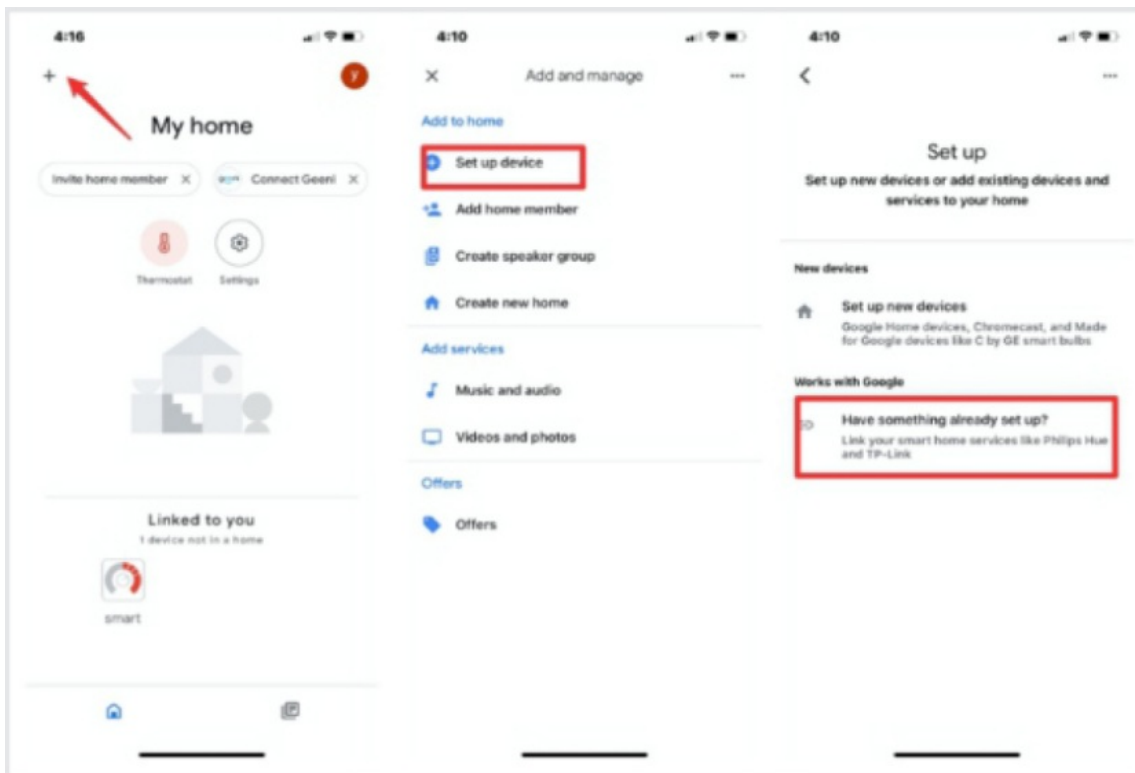 4:16
y
My home
Invite home member
Connect Geeni
Thermostat
Settings
Linked to you
1 device not in a home
smart
4:10
Add and manage
Add to home
Set up device
Add home member
Create speaker group
Create new home
Add services
Music and audio
Videos and photos
Offers
Offers
4:10
Set up
Set up new devices or add existing devices and
services to your home
New devices
Set up new devices
Google Home devices, Chromecast, and Made
for Google devices like C by GE smart bulbs
Works with Google
Have something already set up?
Link your smart home services like Philips Hue
and TP-Link